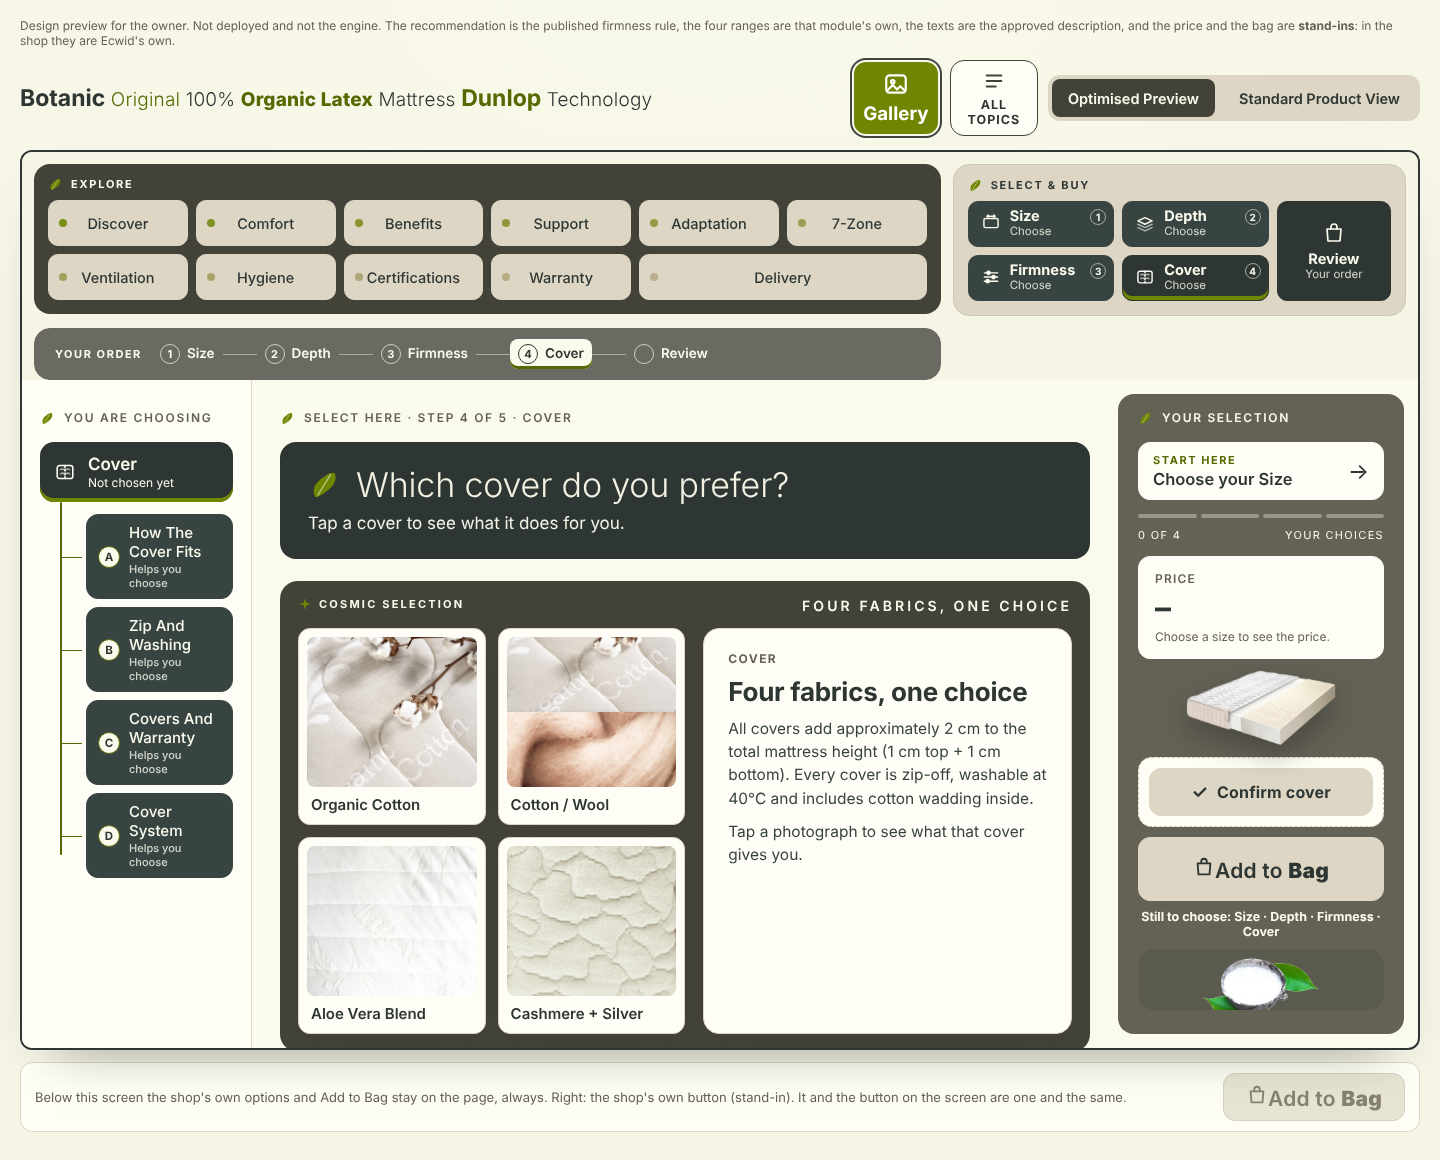 Design preview for the owner. Not deployed and not the engine. The recommendation is the published firmness rule, the four ranges are that module's own, the texts are the approved description, and the price and the bag are stand-ins: in the
shop they are Ecwid's own.
Botanic Original 100% Organic Latex Mattress Dunlop Technology
Gallery
ALL
TOPICS
Optimised Preview
Standard Product View
EXPLORE
Discover
Comfort
Benefits
Support
Adaptation
7-Zone
Ventilation
Hygiene
Certifications
Warranty
Delivery
SELECT & BUY
Size
Choose
1
Depth
Choose
2
Firmness
Choose
3
Cover
Choose
4
Review
Your order
YOUR ORDER
1 Size
2 Depth
3 Firmness
4 Cover
Review
YOU ARE CHOOSING
Cover
Not chosen yet
A
How The
Cover Fits
Helps you
choose
B
Zip And
Washing
Helps you
choose
C
Covers And
Warranty
Helps you
choose
D
Cover
System
Helps you
choose
SELECT HERE · STEP 4 OF 5 · COVER
Which cover do you prefer?
Tap a cover to see what it does for you.
COSMIC SELECTION
FOUR FABRICS, ONE CHOICE
Organic Cotton
Cotton / Wool
Aloe Vera Blend
Cashmere + Silver
COVER
Four fabrics, one choice
All covers add approximately 2 cm to the
total mattress height (1 cm top + 1 cm
bottom). Every cover is zip-off, washable at
40°C and includes cotton wadding inside.
Tap a photograph to see what that cover
gives you.
YOUR SELECTION
START HERE
Choose your Size
0 OF 4
YOUR CHOICES
PRICE
–
Choose a size to see the price.
Confirm cover
Add to Bag
Still to choose: Size · Depth · Firmness ·
Cover
Below this screen the shop's own options and Add to Bag stay on the page, always. Right: the shop's own button (stand-in). It and the button on the screen are one and the same.
Add to Bag